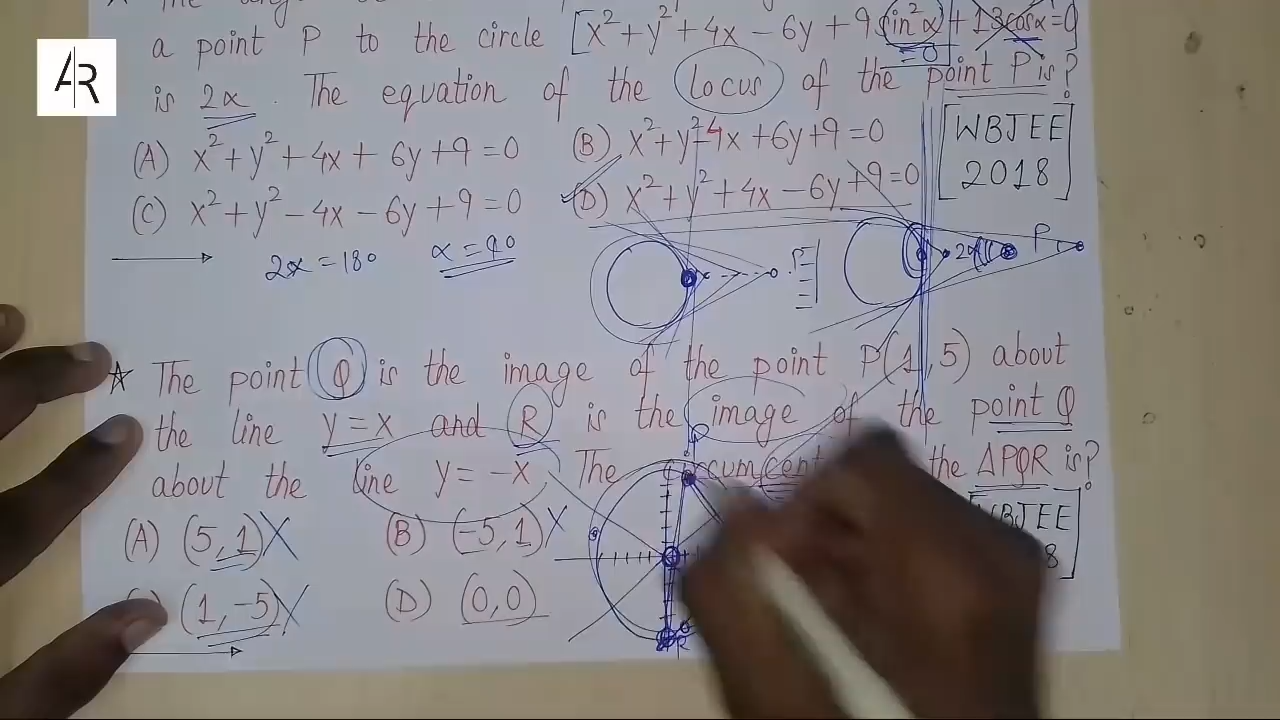 a point P to the circle [x²+y²+4x-6y+9sin²α+13cos²α=0]
=0
is 2α. The equation of the locus of the point P is?
(A) x²+y²+4x+6y+9=0 (B) x²+y²-4x+6y+9=0
(C) x²+y²-4x-6y+9=0 (D) x²+y²+4x-6y+9=0
[WBJEE 2018]
2α=180 α=90
P
2α
P
☆ The point Q is the image of the point P(1,5) about
the line y=x and R is the image of the point Q
about the line y=-x. The the ΔPQR is?
(A) (5,1)X (B) (-5,1)X
(1,-5)X (D) (0,0)
R
AR